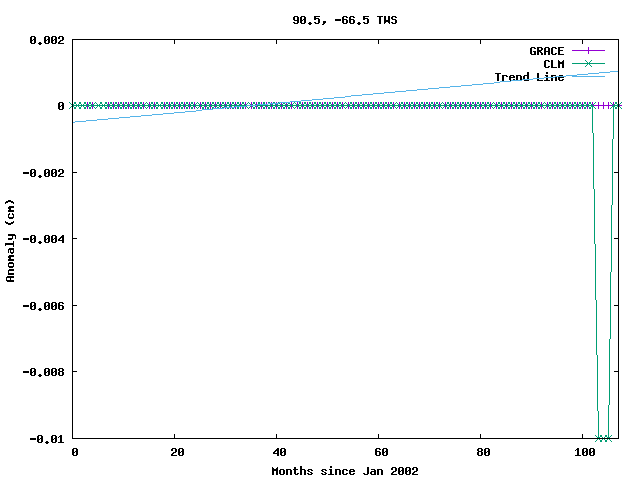 90.5, -66.5 TWS
GRACE
CLM
Trend Line
0.002
0
-0.002
-0.004
-0.006
-0.008
-0.01
Anomaly (cm)
0 20 40 60 80 100
Months since Jan 2002